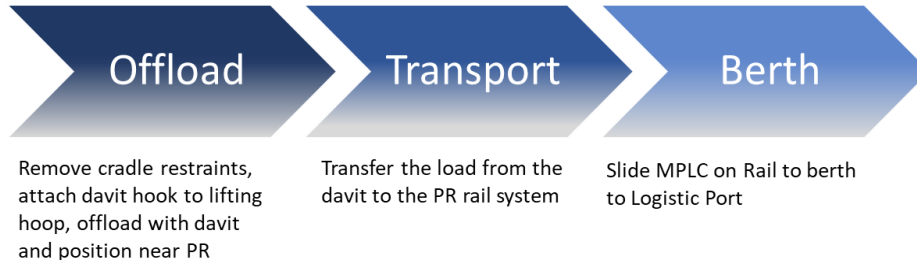 Offload
Transport
Berth
Remove cradle restraints,
attach davit hook to lifting
hoop, offload with davit
and position near PR
Transfer the load from the
davit to the PR rail system
Slide MPLC on Rail to berth
to Logistic Port